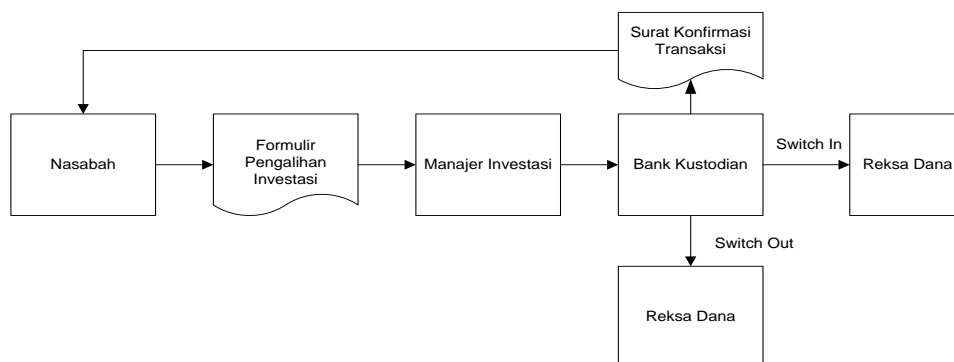 Surat Konfirmasi
Transaksi
Nasabah
Formulir
Pengalihan
Investasi
Manajer Investasi
Bank Kustodian
Switch In
Reksa Dana
Switch Out
Reksa Dana